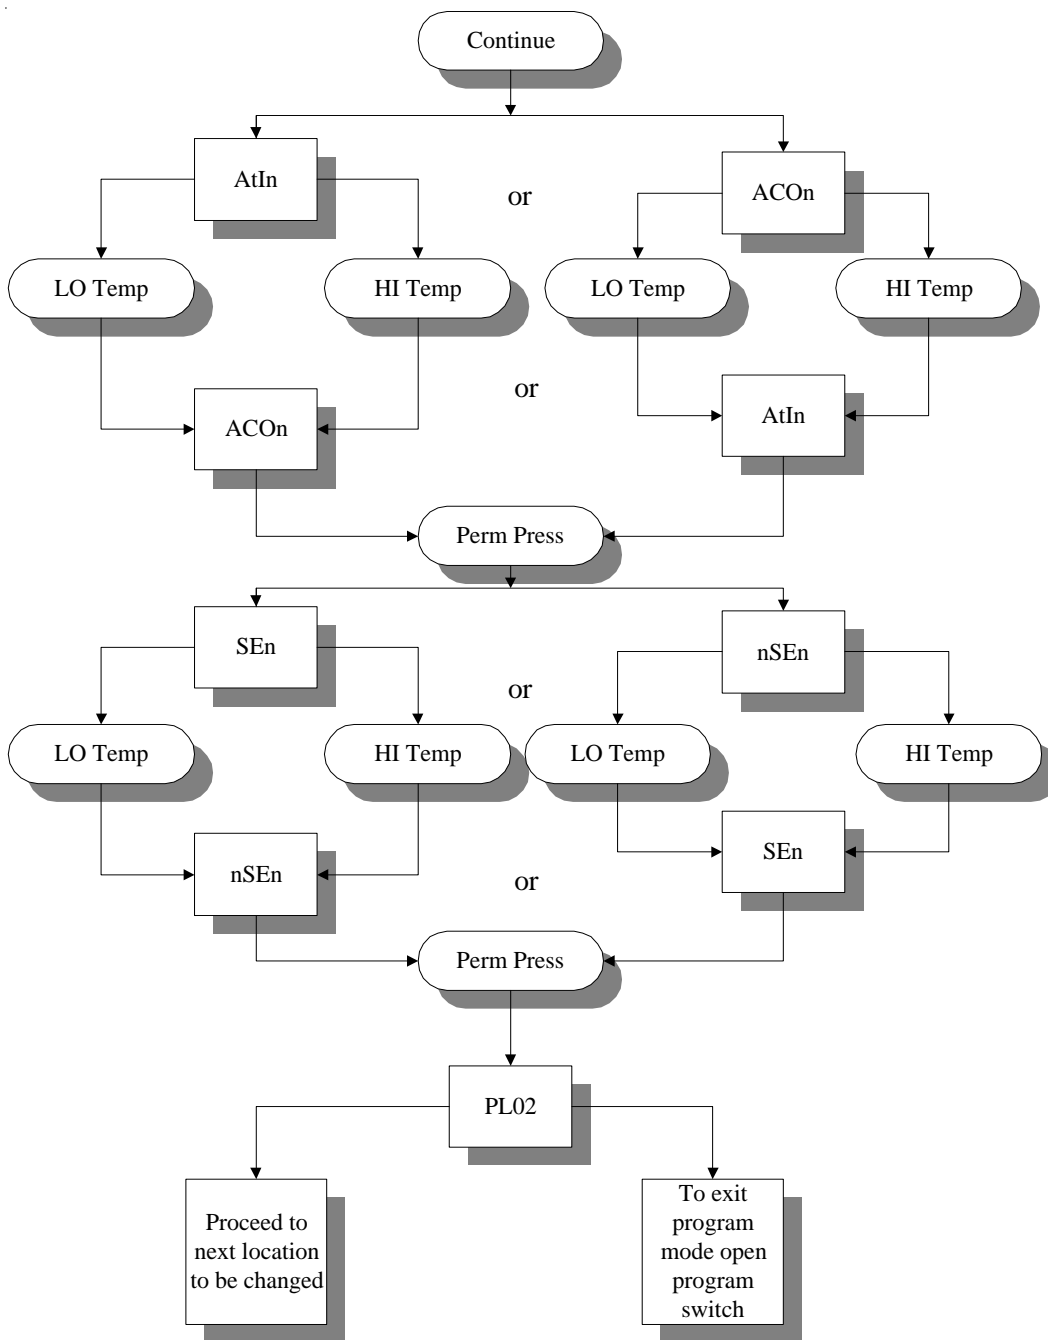 Continue
AtIn
or
ACOn
LO Temp
HI Temp
LO Temp
HI Temp
or
ACOn
AtIn
Perm Press
SEn
nSEn
or
LO Temp
HI Temp
LO Temp
HI Temp
nSEn
or
SEn
Perm Press
PL02
Proceed to
next location
to be changed
To exit
program
mode open
program
switch